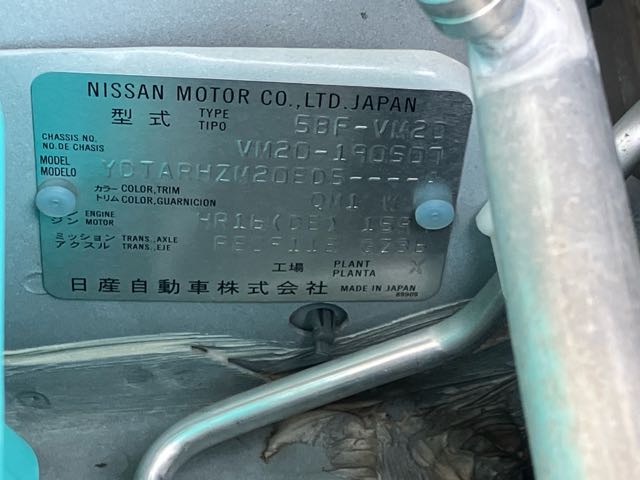 NISSAN MOTOR CO.,LTD.JAPAN
型式 TYPE TIPO 5BF-VM20
CHASSIS NO. NO.DE CHASIS VM20-190507
MODEL MODELO
カラー COLOR,TRIM
トリム COLOR,GUARNICION QM1
ENGINE MOTOR HR16(DE)
ミッション TRANS.,AXLE
アクスル TRANS.,EJE
工場 PLANT PLANTA X
日産自動車株式会社 MADE IN JAPAN
89909